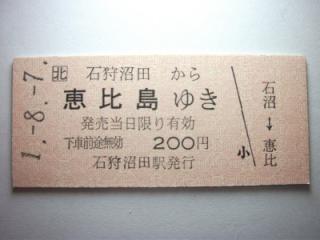 1.-8.-7.
北 石狩沼田 から
恵比島 ゆき
発売当日限り有効
下車前途無効 200円
石狩沼田駅発行
小
石沼→恵比